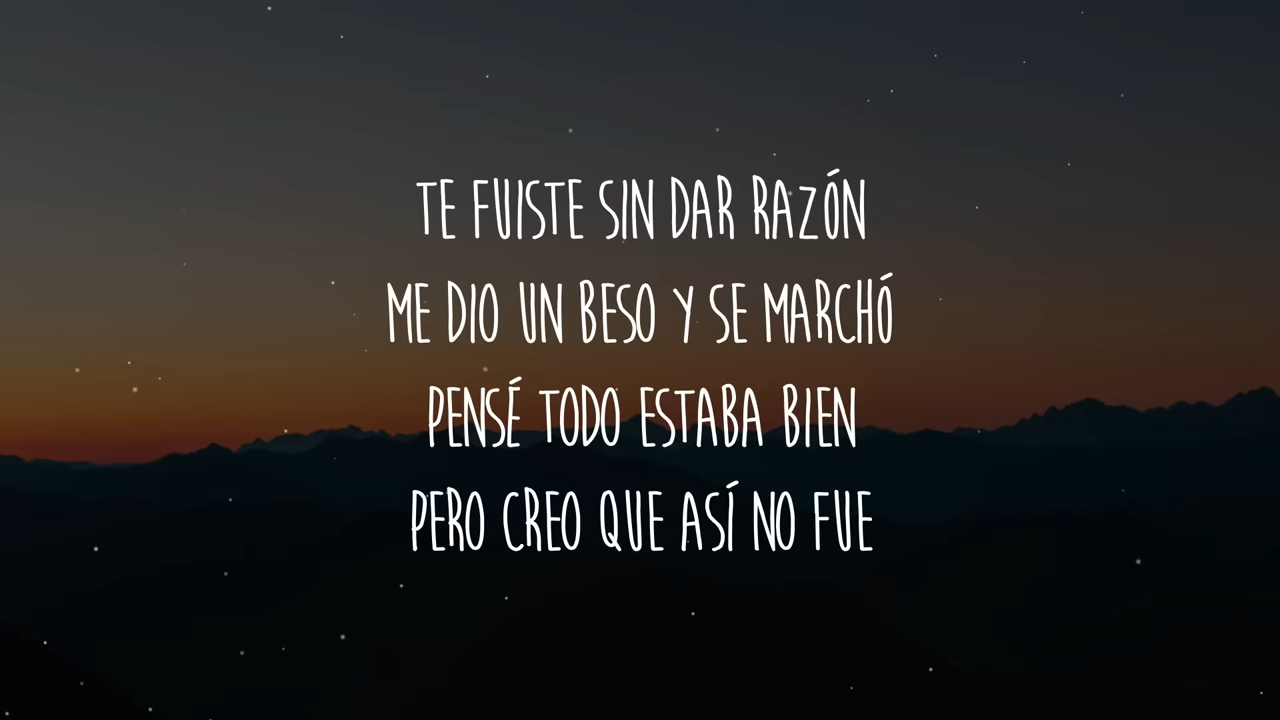 TE FUISTE SIN DAR RAZÓN
ME DIO UN BESO Y SE MARCHÓ
PENSÉ TODO ESTABA BIEN
PERO CREO QUE ASÍ NO FUE